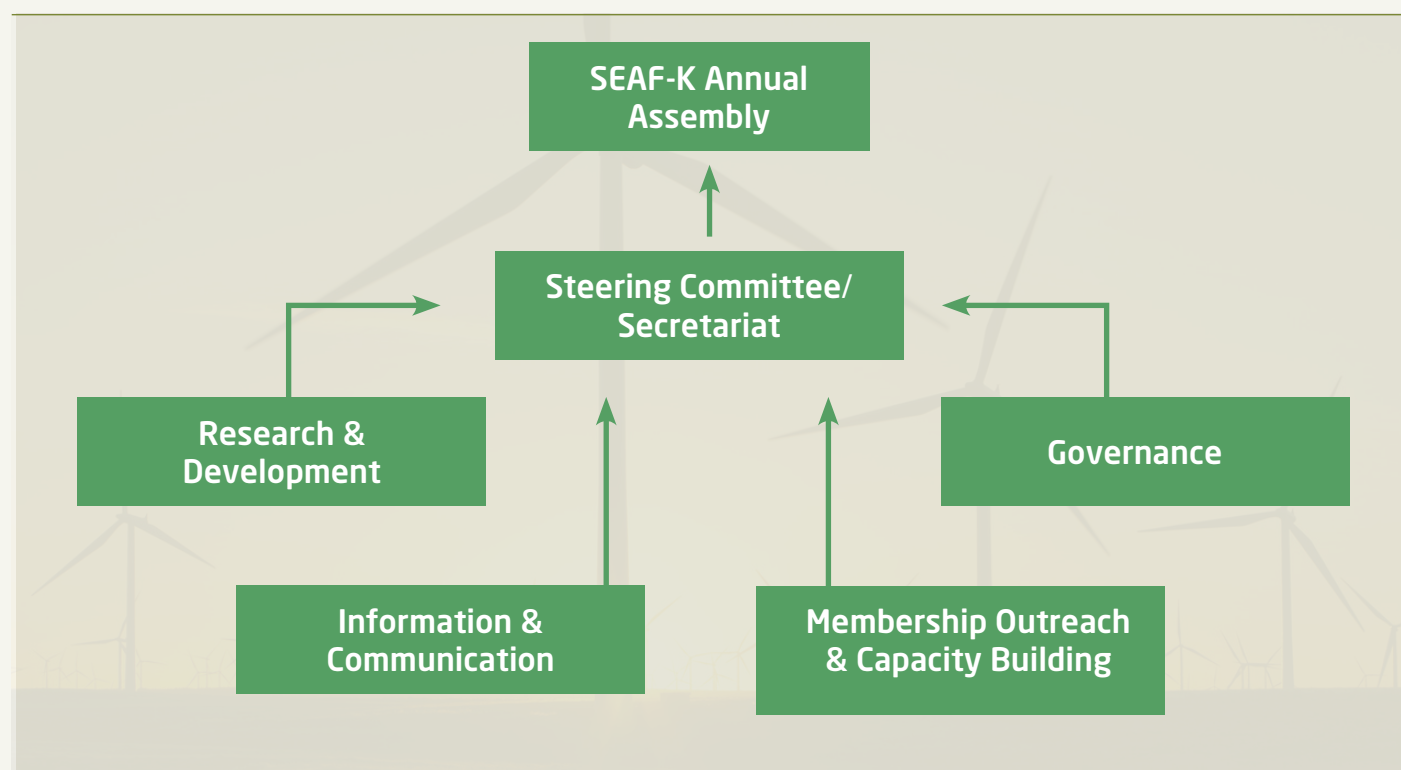 SEAF-K Annual
Assembly
Steering Committee/
Secretariat
Research &
Development
Governance
Information &
Communication
Membership Outreach
& Capacity Building